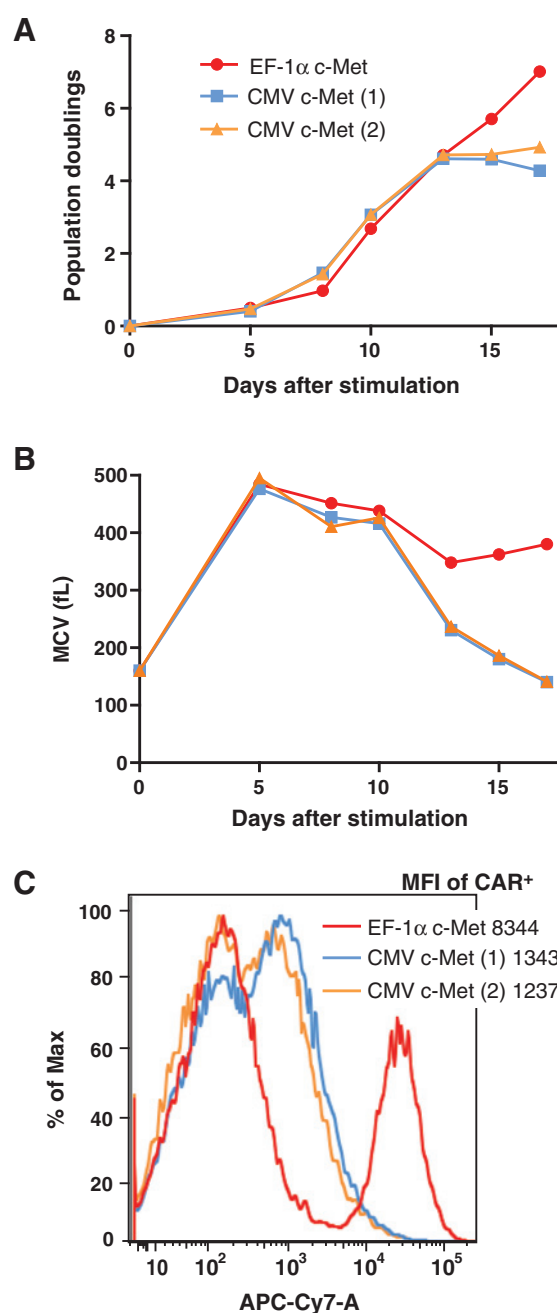 A
EF-1α c-Met
CMV c-Met (1)
CMV c-Met (2)
Population doublings
8
6
4
2
0
0 5 10 15
Days after stimulation
B
MCV (fL)
500
400
300
200
100
0
0 5 10 15
Days after stimulation
C
MFI of CAR+
EF-1α c-Met 8344
CMV c-Met (1) 1343
CMV c-Met (2) 1237
% of Max
100
80
60
40
20
0
10 10² 10³ 10⁴ 10⁵
APC-Cy7-A